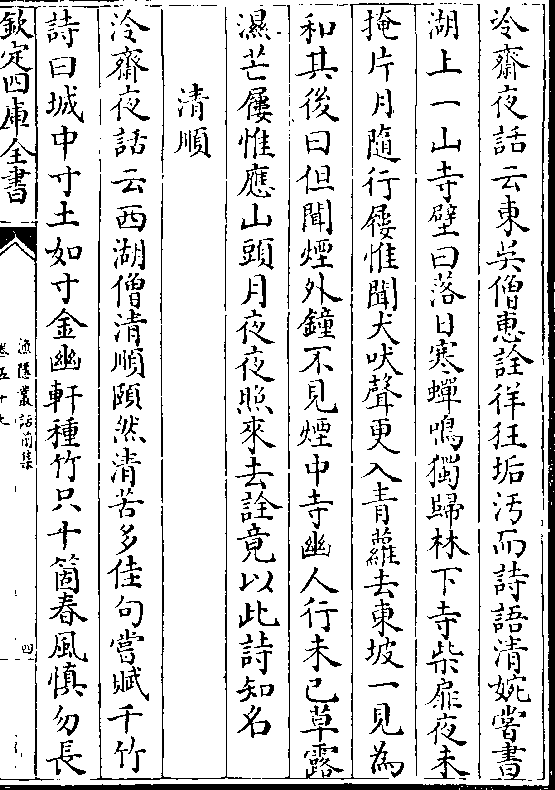 冷齋夜話云東吳僧惠詮徉狂垢汚而詩語清婉嘗書
湖上一山寺壁曰落日寒蟬鳴獨歸林下寺柴扉夜未
掩片月隨行屨惟聞犬吠聲更入青蘿去東坡一見為
和其後曰但聞煙外鐘不見煙中寺幽人行未已草露
濕芒屨惟應山頭月夜夜照來去詮竟以此詩知名
清順
泠齋夜話云西湖僧清順頤然清苦多佳句嘗賦十竹
詩曰城中寸土如寸金幽軒種竹只十箇春風慎勿長
欽定四庫全書
漁隱叢話前集
卷五十七
四